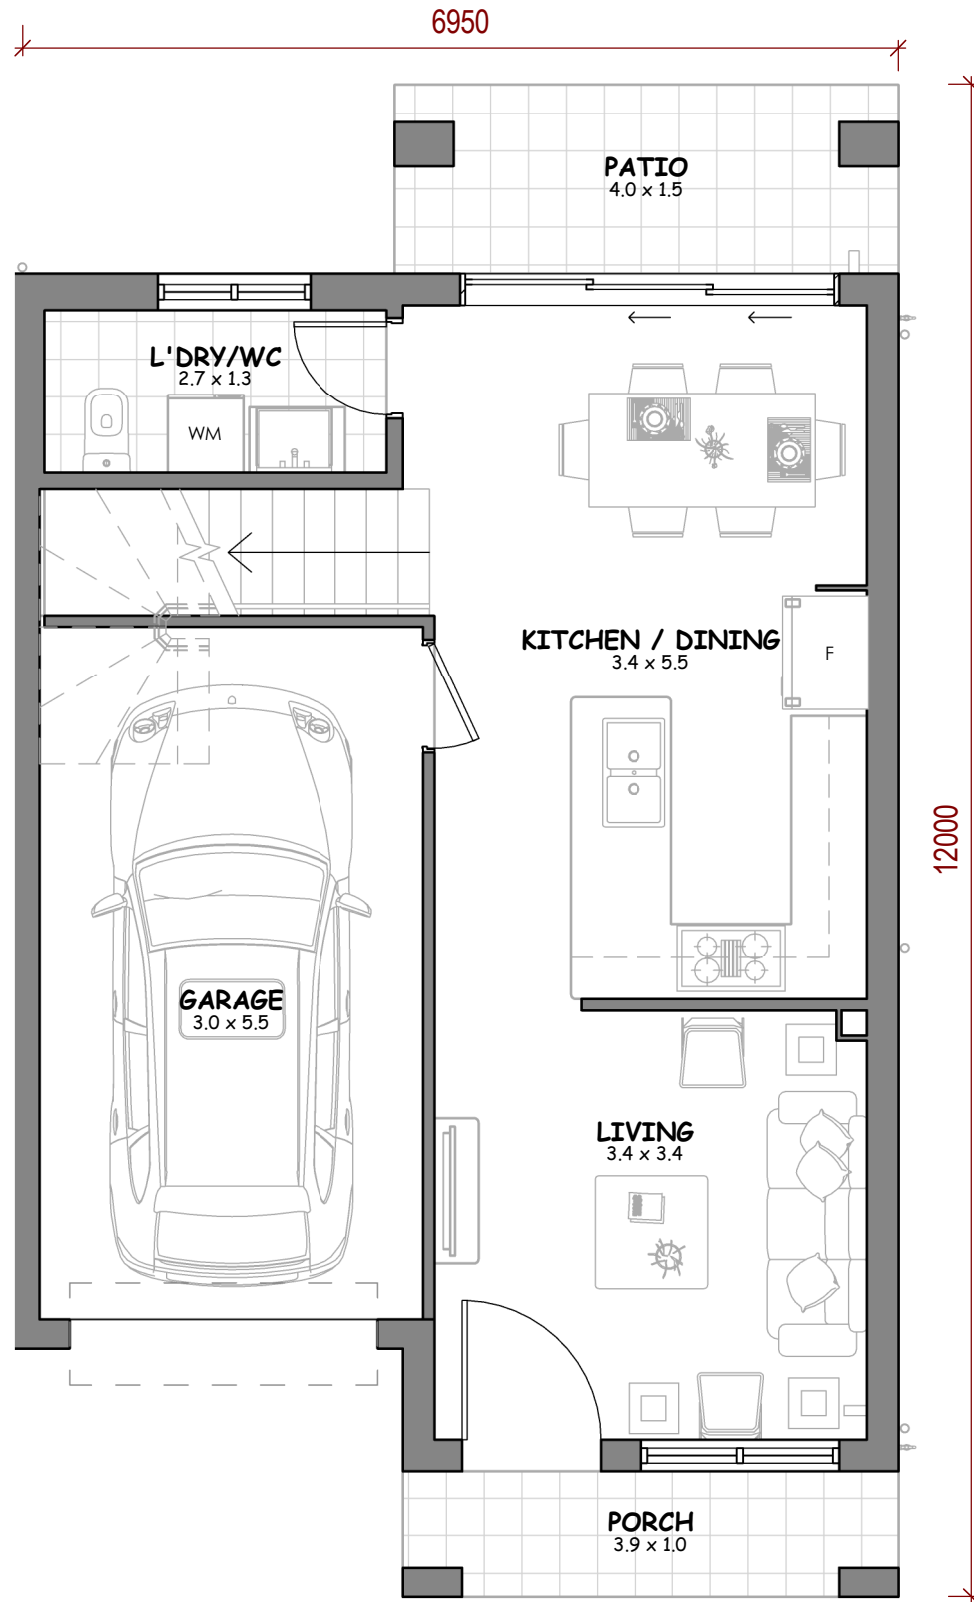 6950
PATIO
4.0 x 1.5
L'DRY/WC
2.7 x 1.3
WM
KITCHEN / DINING
3.4 x 5.5
F
12000
GARAGE
3.0 x 5.5
LIVING
3.4 x 3.4
PORCH
3.9 x 1.0